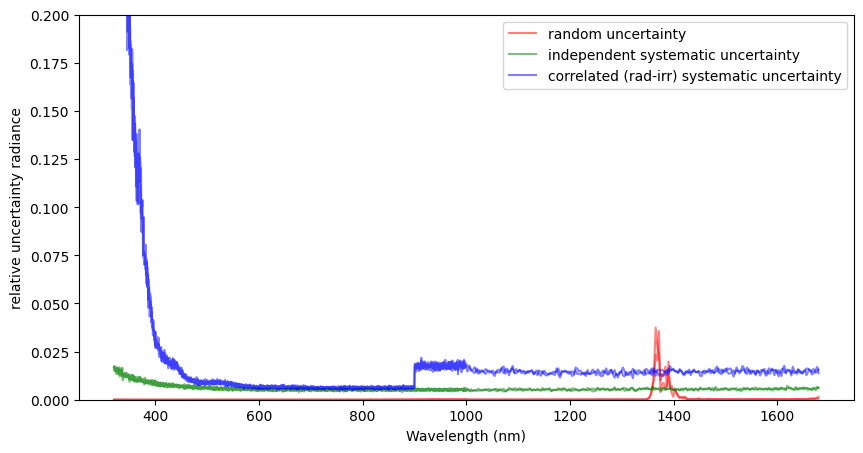 0.200
0.175
0.150
0.125
0.100
0.075
0.050
0.025
0.000
relative uncertainty radiance
random uncertainty
independent systematic uncertainty
correlated (rad-irr) systematic uncertainty
400 600 800 1000 1200 1400 1600
Wavelength (nm)